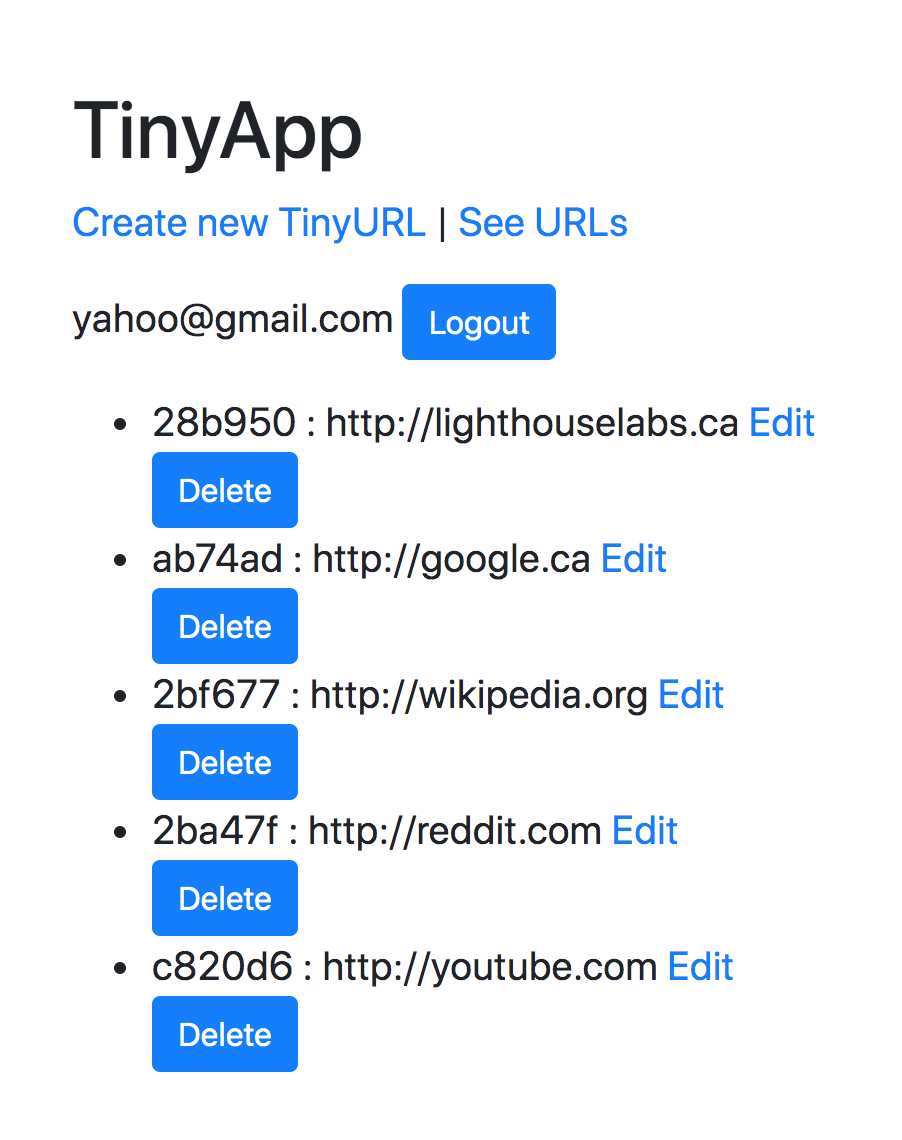 TinyApp
Create new TinyURL | See URLs
yahoo@gmail.com Logout
28b950 : http://lighthouselabs.ca Edit
Delete
ab74ad : http://google.ca Edit
Delete
2bf677 : http://wikipedia.org Edit
Delete
2ba47f : http://reddit.com Edit
Delete
c820d6 : http://youtube.com Edit
Delete